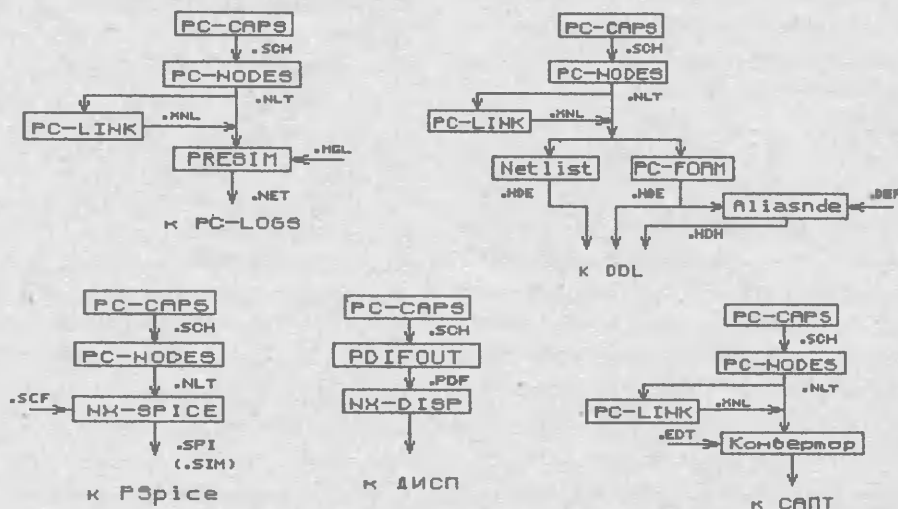 PC-CAPS
.SCH
PC-NODES
.NLT
PC-LINK
.XNL
PRESIM
.MGL
.NET
к PC-LOGS
PC-CAPS
.SCH
PC-NODES
.NLT
PC-LINK
.XNL
Netlist
PC-FORM
.NDE
.NDE
Aliasnde
.DEF
.NDH
к DDL
PC-CAPS
.SCH
PC-NODES
.NLT
.SCF
NX-SPICE
.SPI
(.SIM)
к PSpice
PC-CAPS
.SCH
PDIFOUT
.PDF
NX-DISP
к ДИСП
PC-CAPS
.SCH
PC-NODES
.NLT
PC-LINK
.XNL
.EDT
Конвертор
к САПТ